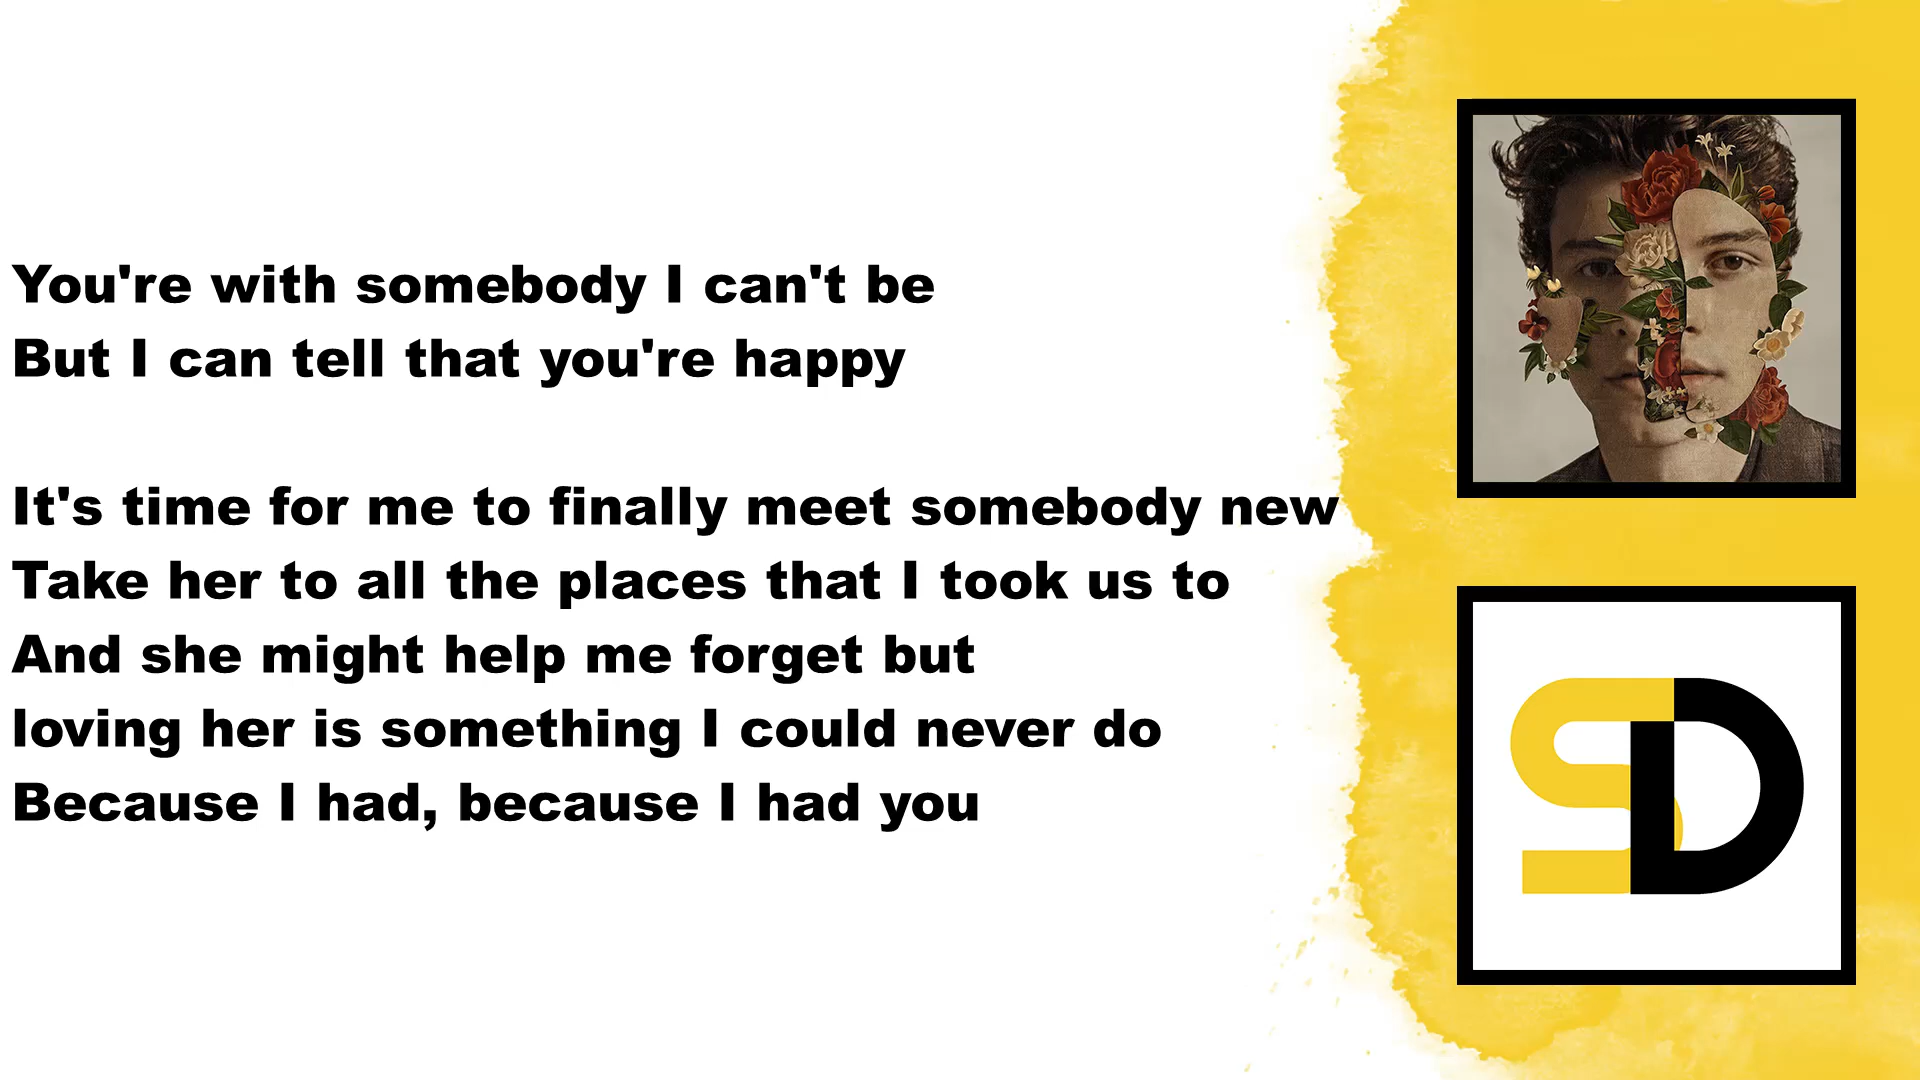 You're with somebody I can't be
But I can tell that you're happy
It's time for me to finally meet somebody new
Take her to all the places that I took us to
And she might help me forget but
loving her is something I could never do
Because I had, because I had you
SD